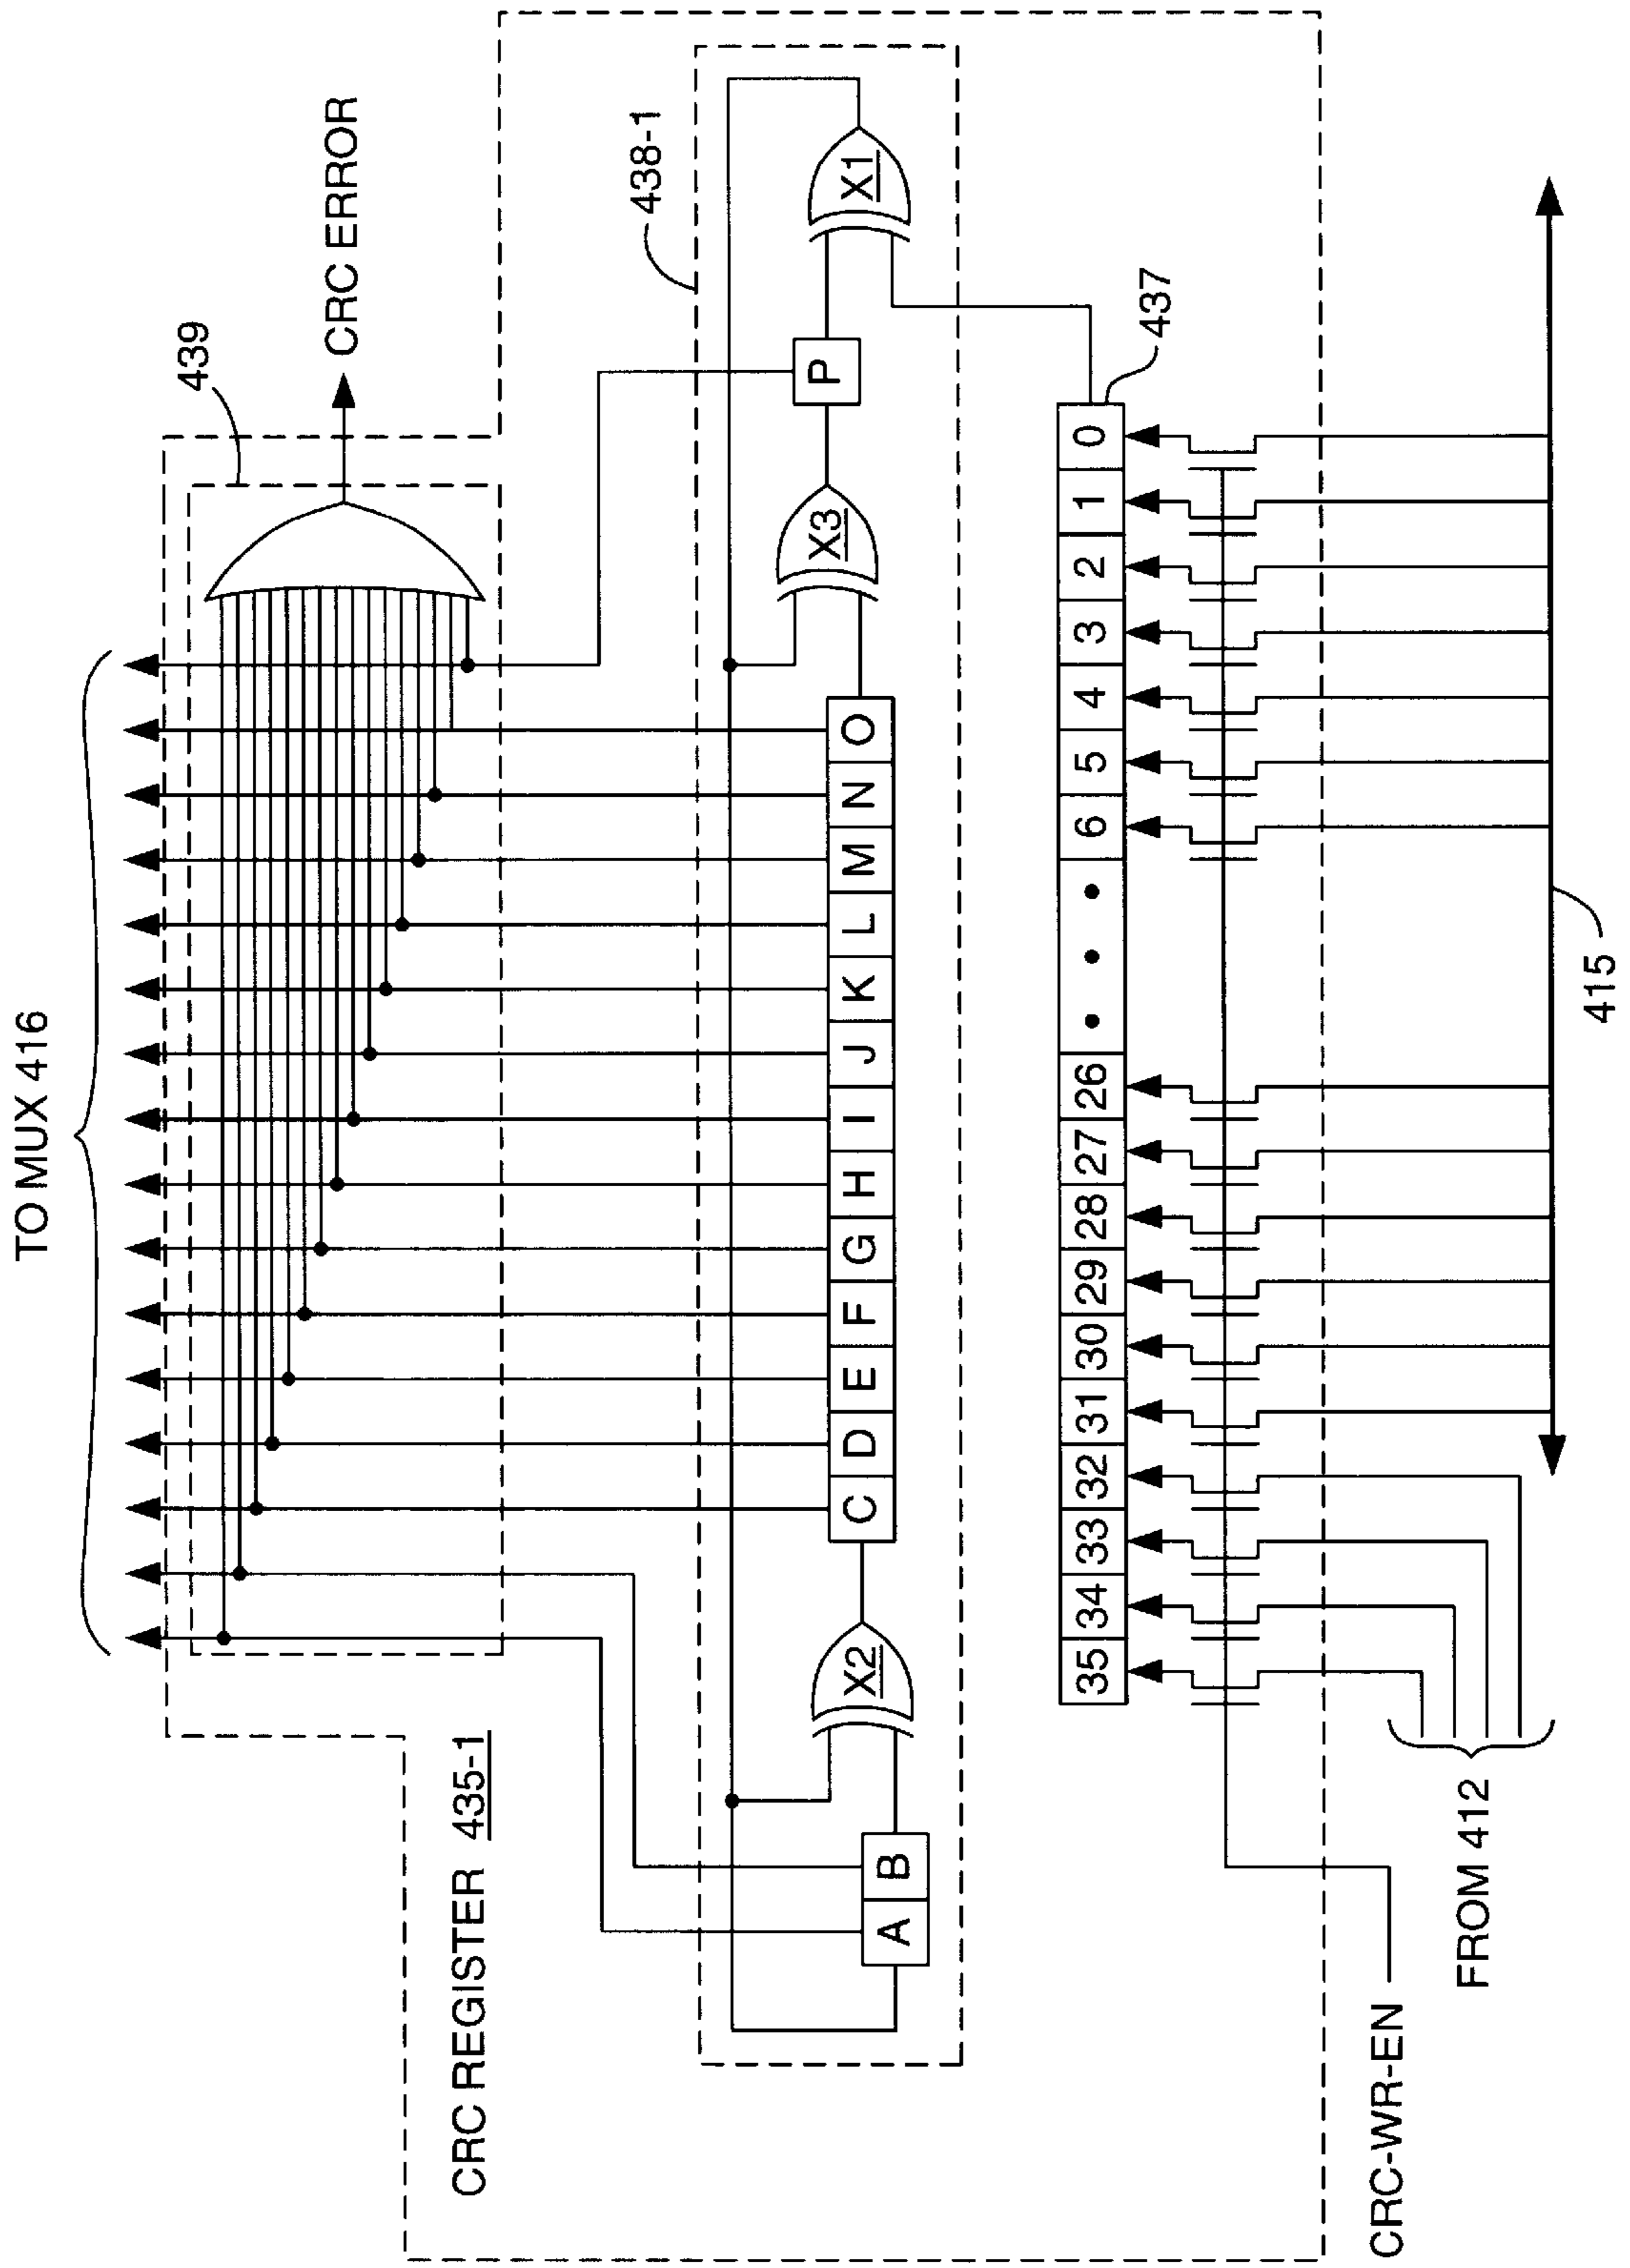 TO MUX 416
439
CRC ERROR
CRC REGISTER 435-1
438-1
A B
X2
C D E F G H I J K L M N O
X3
P
X1
35 34 33 32 31 30 29 28 27 26 • • • 6 5 4 3 2 1 0
437
CRC-WR-EN
FROM 412
415